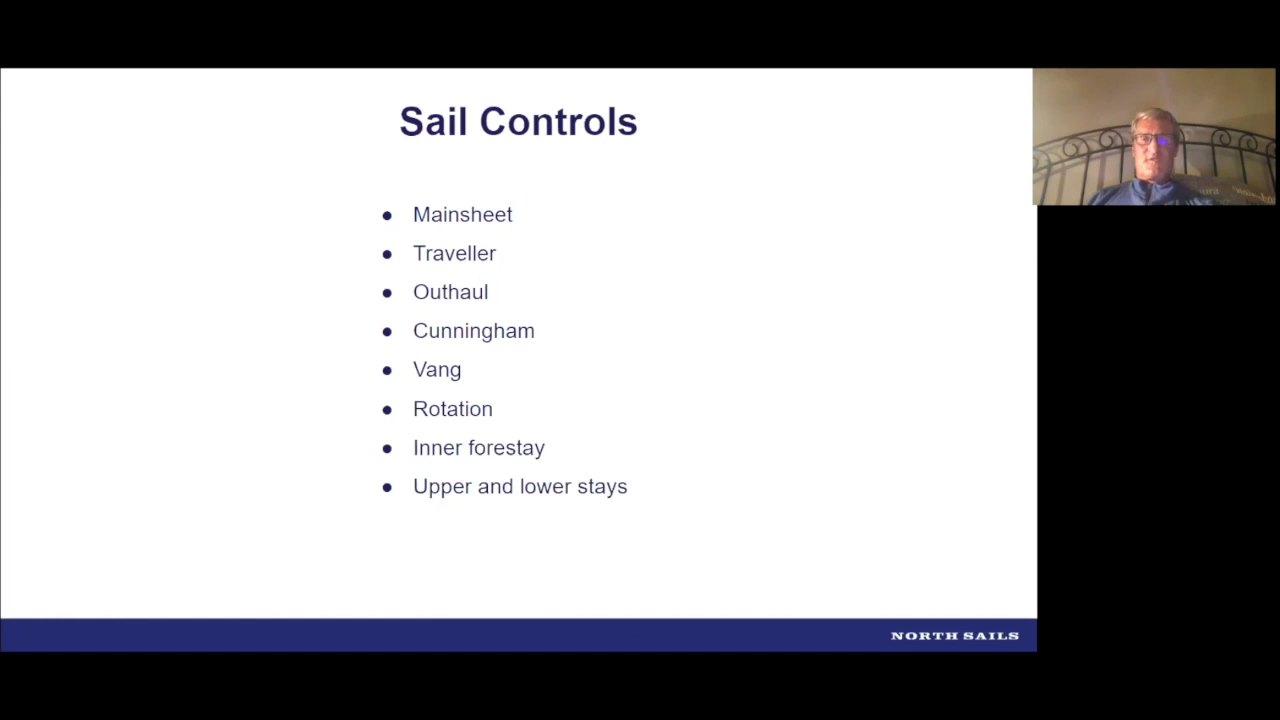 Sail Controls
● Mainsheet
● Traveller
● Outhaul
● Cunningham
● Vang
● Rotation
● Inner forestay
● Upper and lower stays
NORTH SAILS